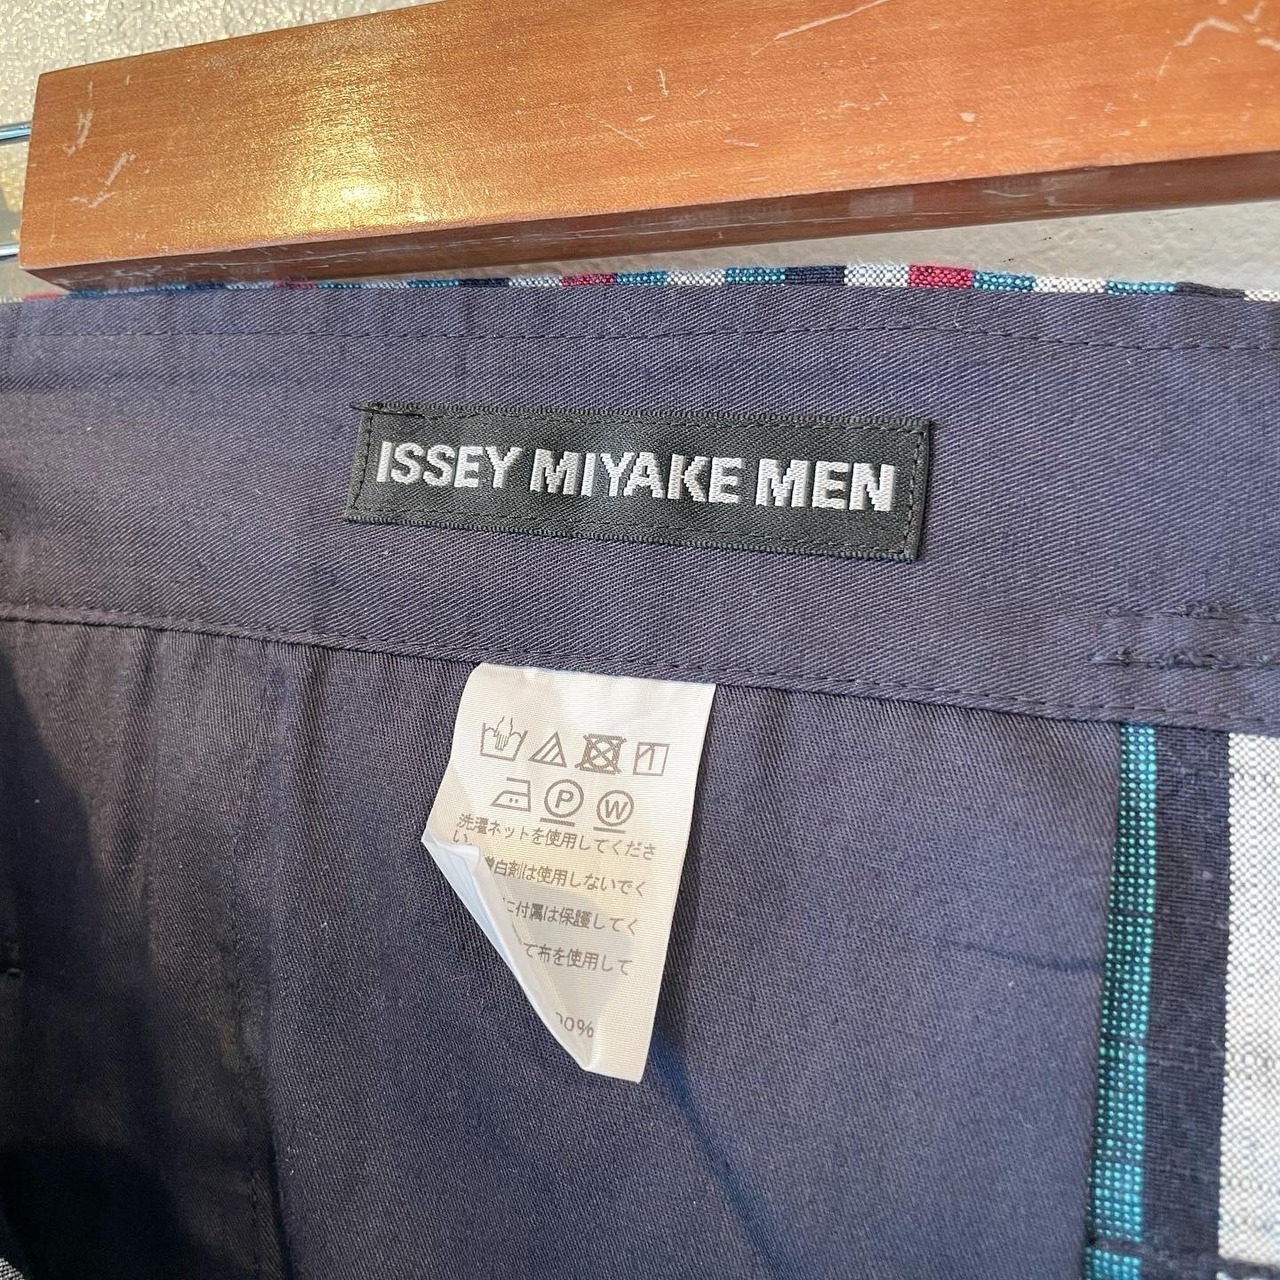 ISSEY MIYAKE MEN
P W
洗濯ネットを使用してくださ
い
白剤は使用しないでく
に付属は保護してく
て布を使用して
00%